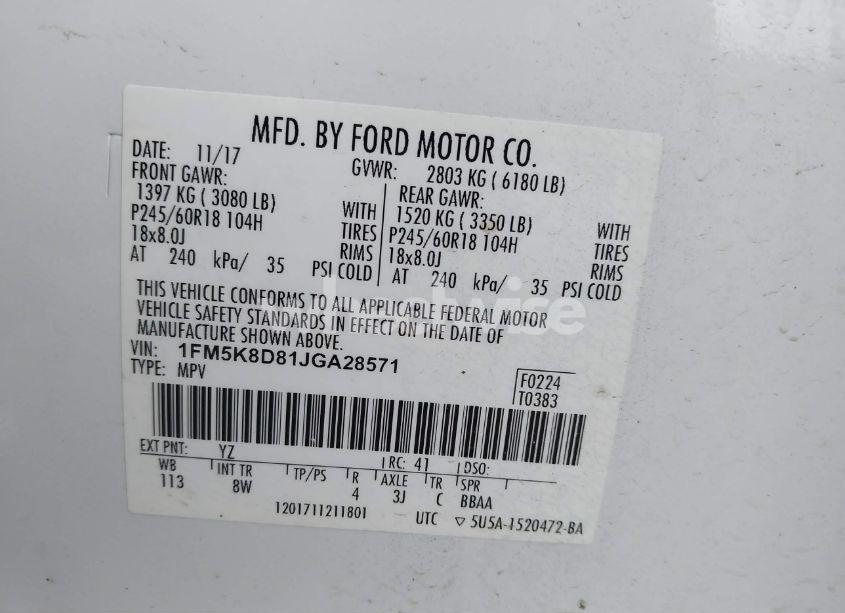 MFD. BY FORD MOTOR CO.
DATE: 11/17 GVWR: 2803 KG ( 6180 LB)
FRONT GAWR: REAR GAWR:
1397 KG ( 3080 LB) WITH 1520 KG ( 3350 LB) WITH
P245/60R18 104H TIRES P245/60R18 104H TIRES
18x8.0J RIMS 18x8.0J RIMS
AT 240 kPa/ 35 PSI COLD AT 240 kPa/ 35 PSI COLD
THIS VEHICLE CONFORMS TO ALL APPLICABLE FEDERAL MOTOR
VEHICLE SAFETY STANDARDS IN EFFECT ON THE DATE OF
MANUFACTURE SHOWN ABOVE.
VIN: 1FM5K8D81JGA28571
TYPE: MPV
F0224
T0383
EXT PNT: YZ RC: 41 DSO:
WB INT TR TP/PS R AXLE TR SPR
113 8W 4 3J C BBAA
1201711211801 UTC ▽ 5U5A-1520472-BA